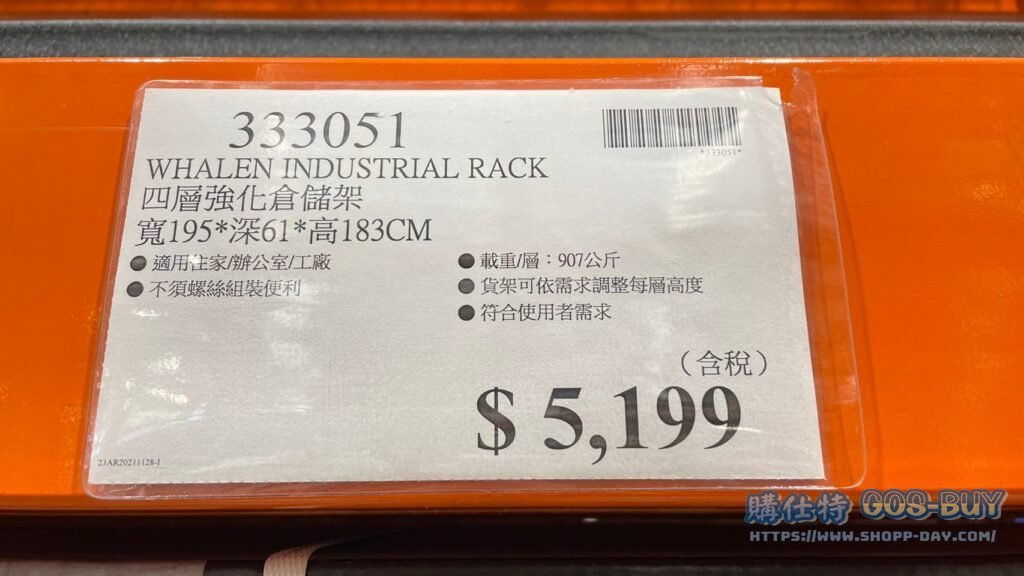 333051
*333051*
WHALEN INDUSTRIAL RACK
四層強化倉儲架
寬195*深61*高183CM
● 適用住家/辦公室/工廠
● 不須螺絲組裝便利
● 載重/層：907公斤
● 貨架可依需求調整每層高度
● 符合使用者需求
（含稅）
$ 5,199
23AR20211128-1
購仕特 GOS-BUY
HTTPS://WWW.SHOPP-DAY.COM/